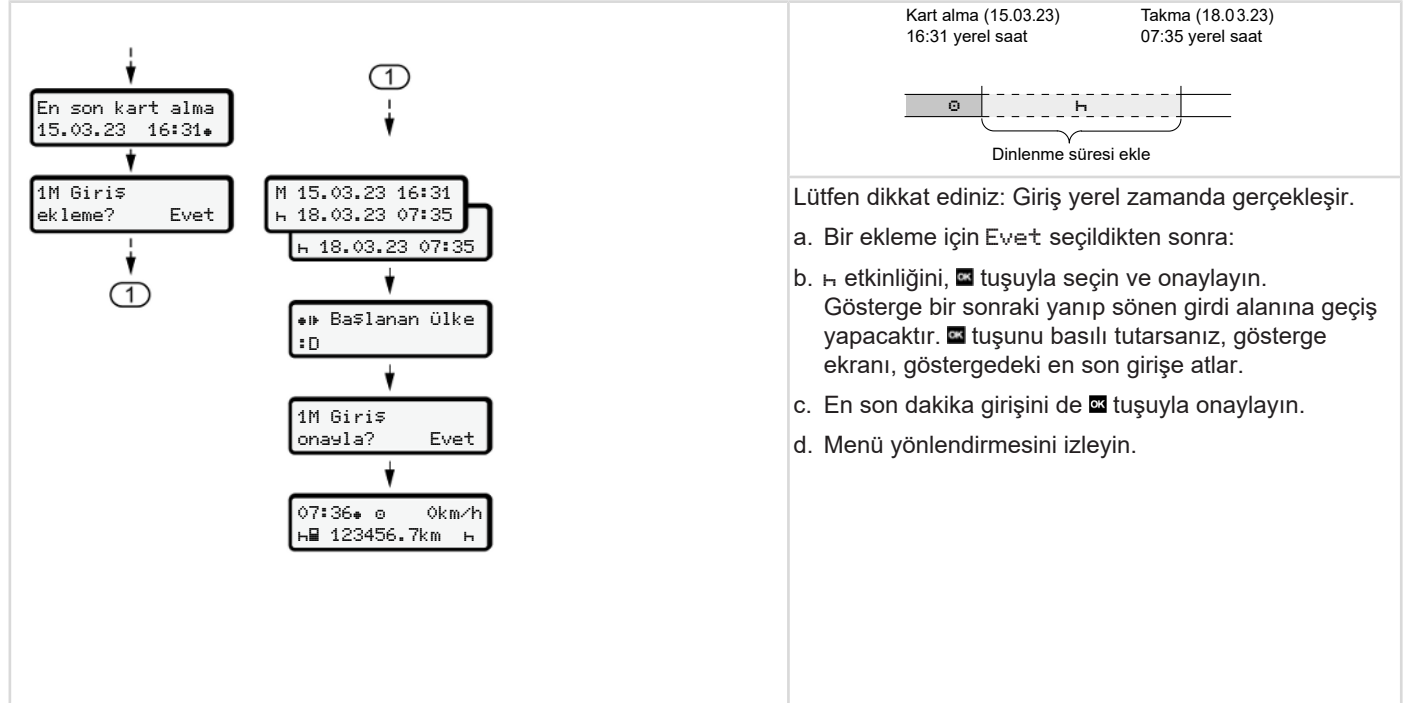 En son kart alma
15.03.23 16:31
1M Giriş
ekleme? Evet
1
1
M 15.03.23 16:31
18.03.23 07:35
18.03.23 07:35
Başlanan ülke
:D
1M Giriş
onayla? Evet
07:36 0km/h
123456.7km
Kart alma (15.03.23)
16:31 yerel saat
Takma (18.03.23)
07:35 yerel saat
Dinlenme süresi ekle
Lütfen dikkat ediniz: Giriş yerel zamanda gerçekleşir.
a. Bir ekleme için Evet seçildikten sonra:
b. etkinliğini, OK tuşuyla seçin ve onaylayın.
Gösterge bir sonraki yanıp sönen girdi alanına geçiş
yapacaktır. OK tuşunu basılı tutarsanız, gösterge
ekranı, göstergedeki en son girişe atlar.
c. En son dakika girişini de OK tuşuyla onaylayın.
d. Menü yönlendirmesini izleyin.